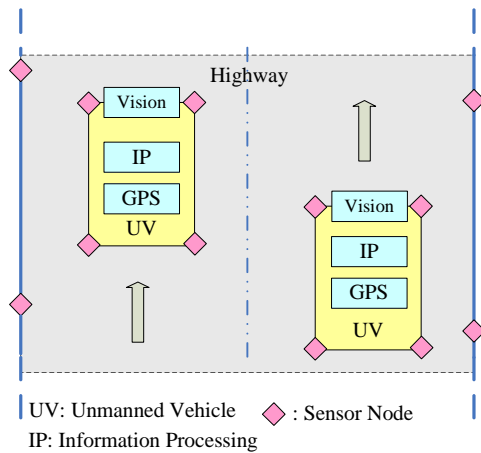 Highway
Vision
IP
GPS
UV
Vision
IP
GPS
UV
UV: Unmanned Vehicle : Sensor Node
IP: Information Processing